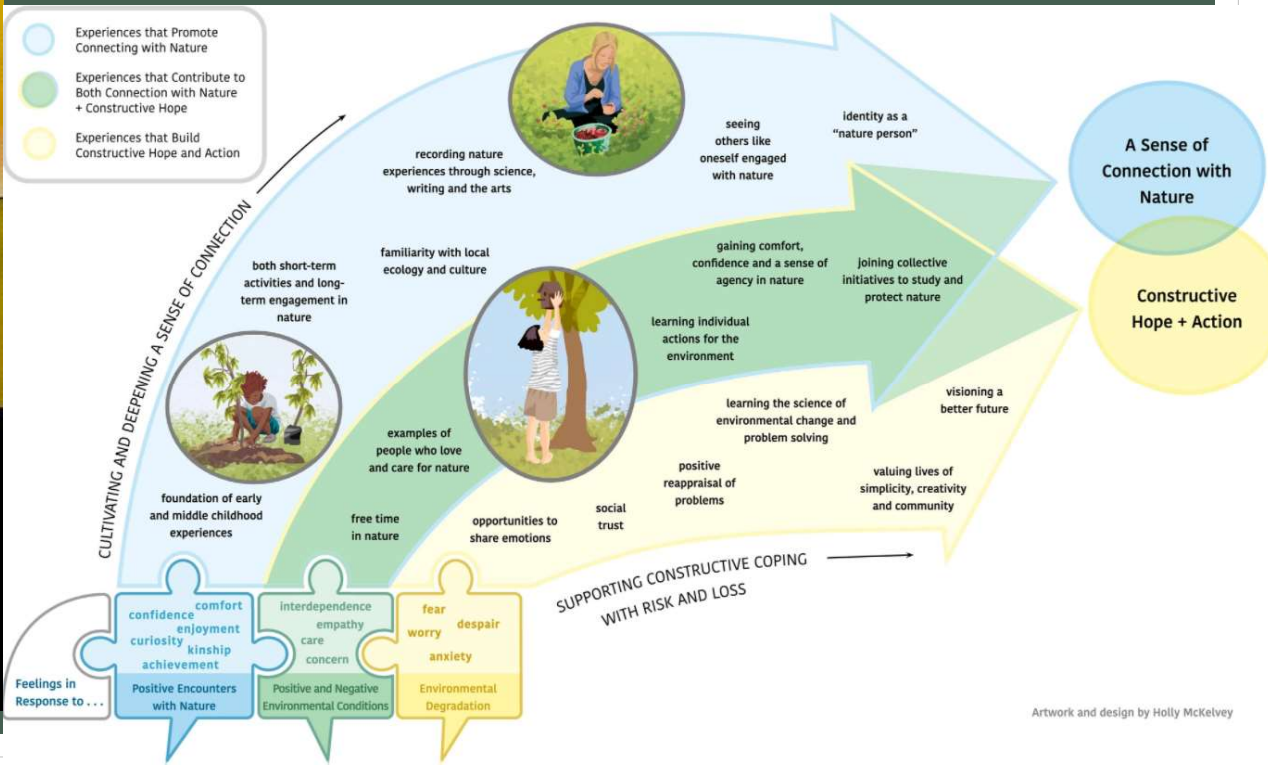 Experiences that Promote
Connecting with Nature
Experiences that Contribute to
Both Connection with Nature
+ Constructive Hope
Experiences that Build
Constructive Hope and Action
CULTIVATING AND DEEPENING A SENSE OF CONNECTION
foundation of early
and middle childhood
experiences
both short-term
activities and long-
term engagement in
nature
familiarity with local
ecology and culture
recording nature
experiences through science,
writing and the arts
seeing
others like
oneself engaged
with nature
identity as a
"nature person"
free time
in nature
examples of
people who love
and care for nature
learning individual
actions for the
environment
gaining comfort,
confidence and a sense of
agency in nature
joining collective
initiatives to study and
protect nature
opportunities to
share emotions
social
trust
positive
reappraisal of
problems
learning the science of
environmental change and
problem solving
valuing lives of
simplicity, creativity
and community
visioning a
better future
SUPPORTING CONSTRUCTIVE COPING
WITH RISK AND LOSS
A Sense of
Connection with
Nature
Constructive
Hope + Action
Feelings in
Response to . . .
comfort
confidence
enjoyment
curiosity
kinship
achievement
Positive Encounters
with Nature
interdependence
empathy
care
concern
Positive and Negative
Environmental Conditions
fear
despair
worry
anxiety
Environmental
Degradation
Artwork and design by Holly McKelvey